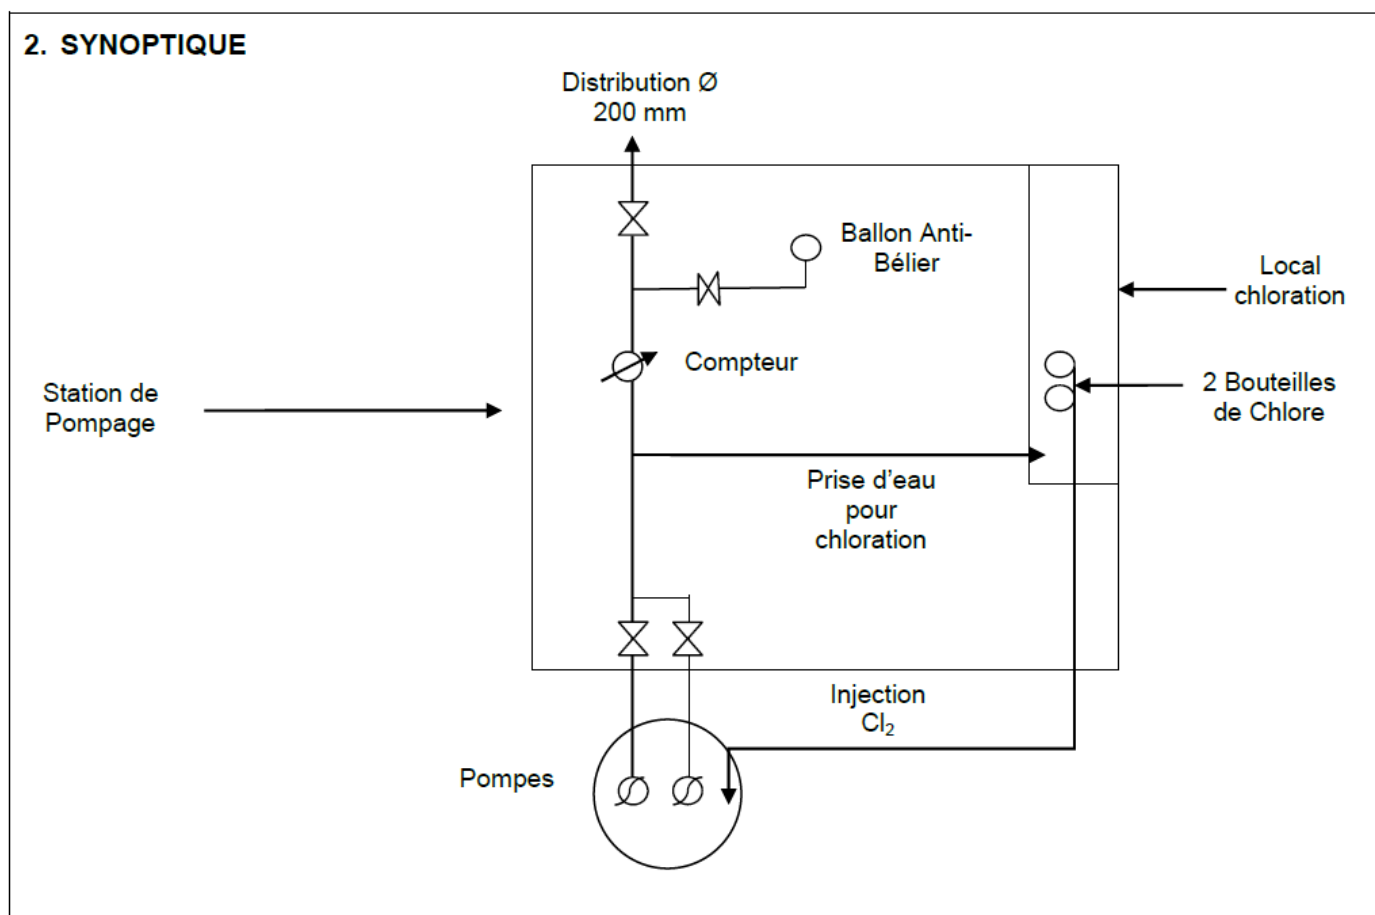 2. SYNOPTIQUE
Distribution Ø
200 mm
Ballon Anti-
Bélier
Local
chloration
Compteur
Station de
Pompage
2 Bouteilles
de Chlore
Prise d'eau
pour
chloration
Injection
Cl₂
Pompes